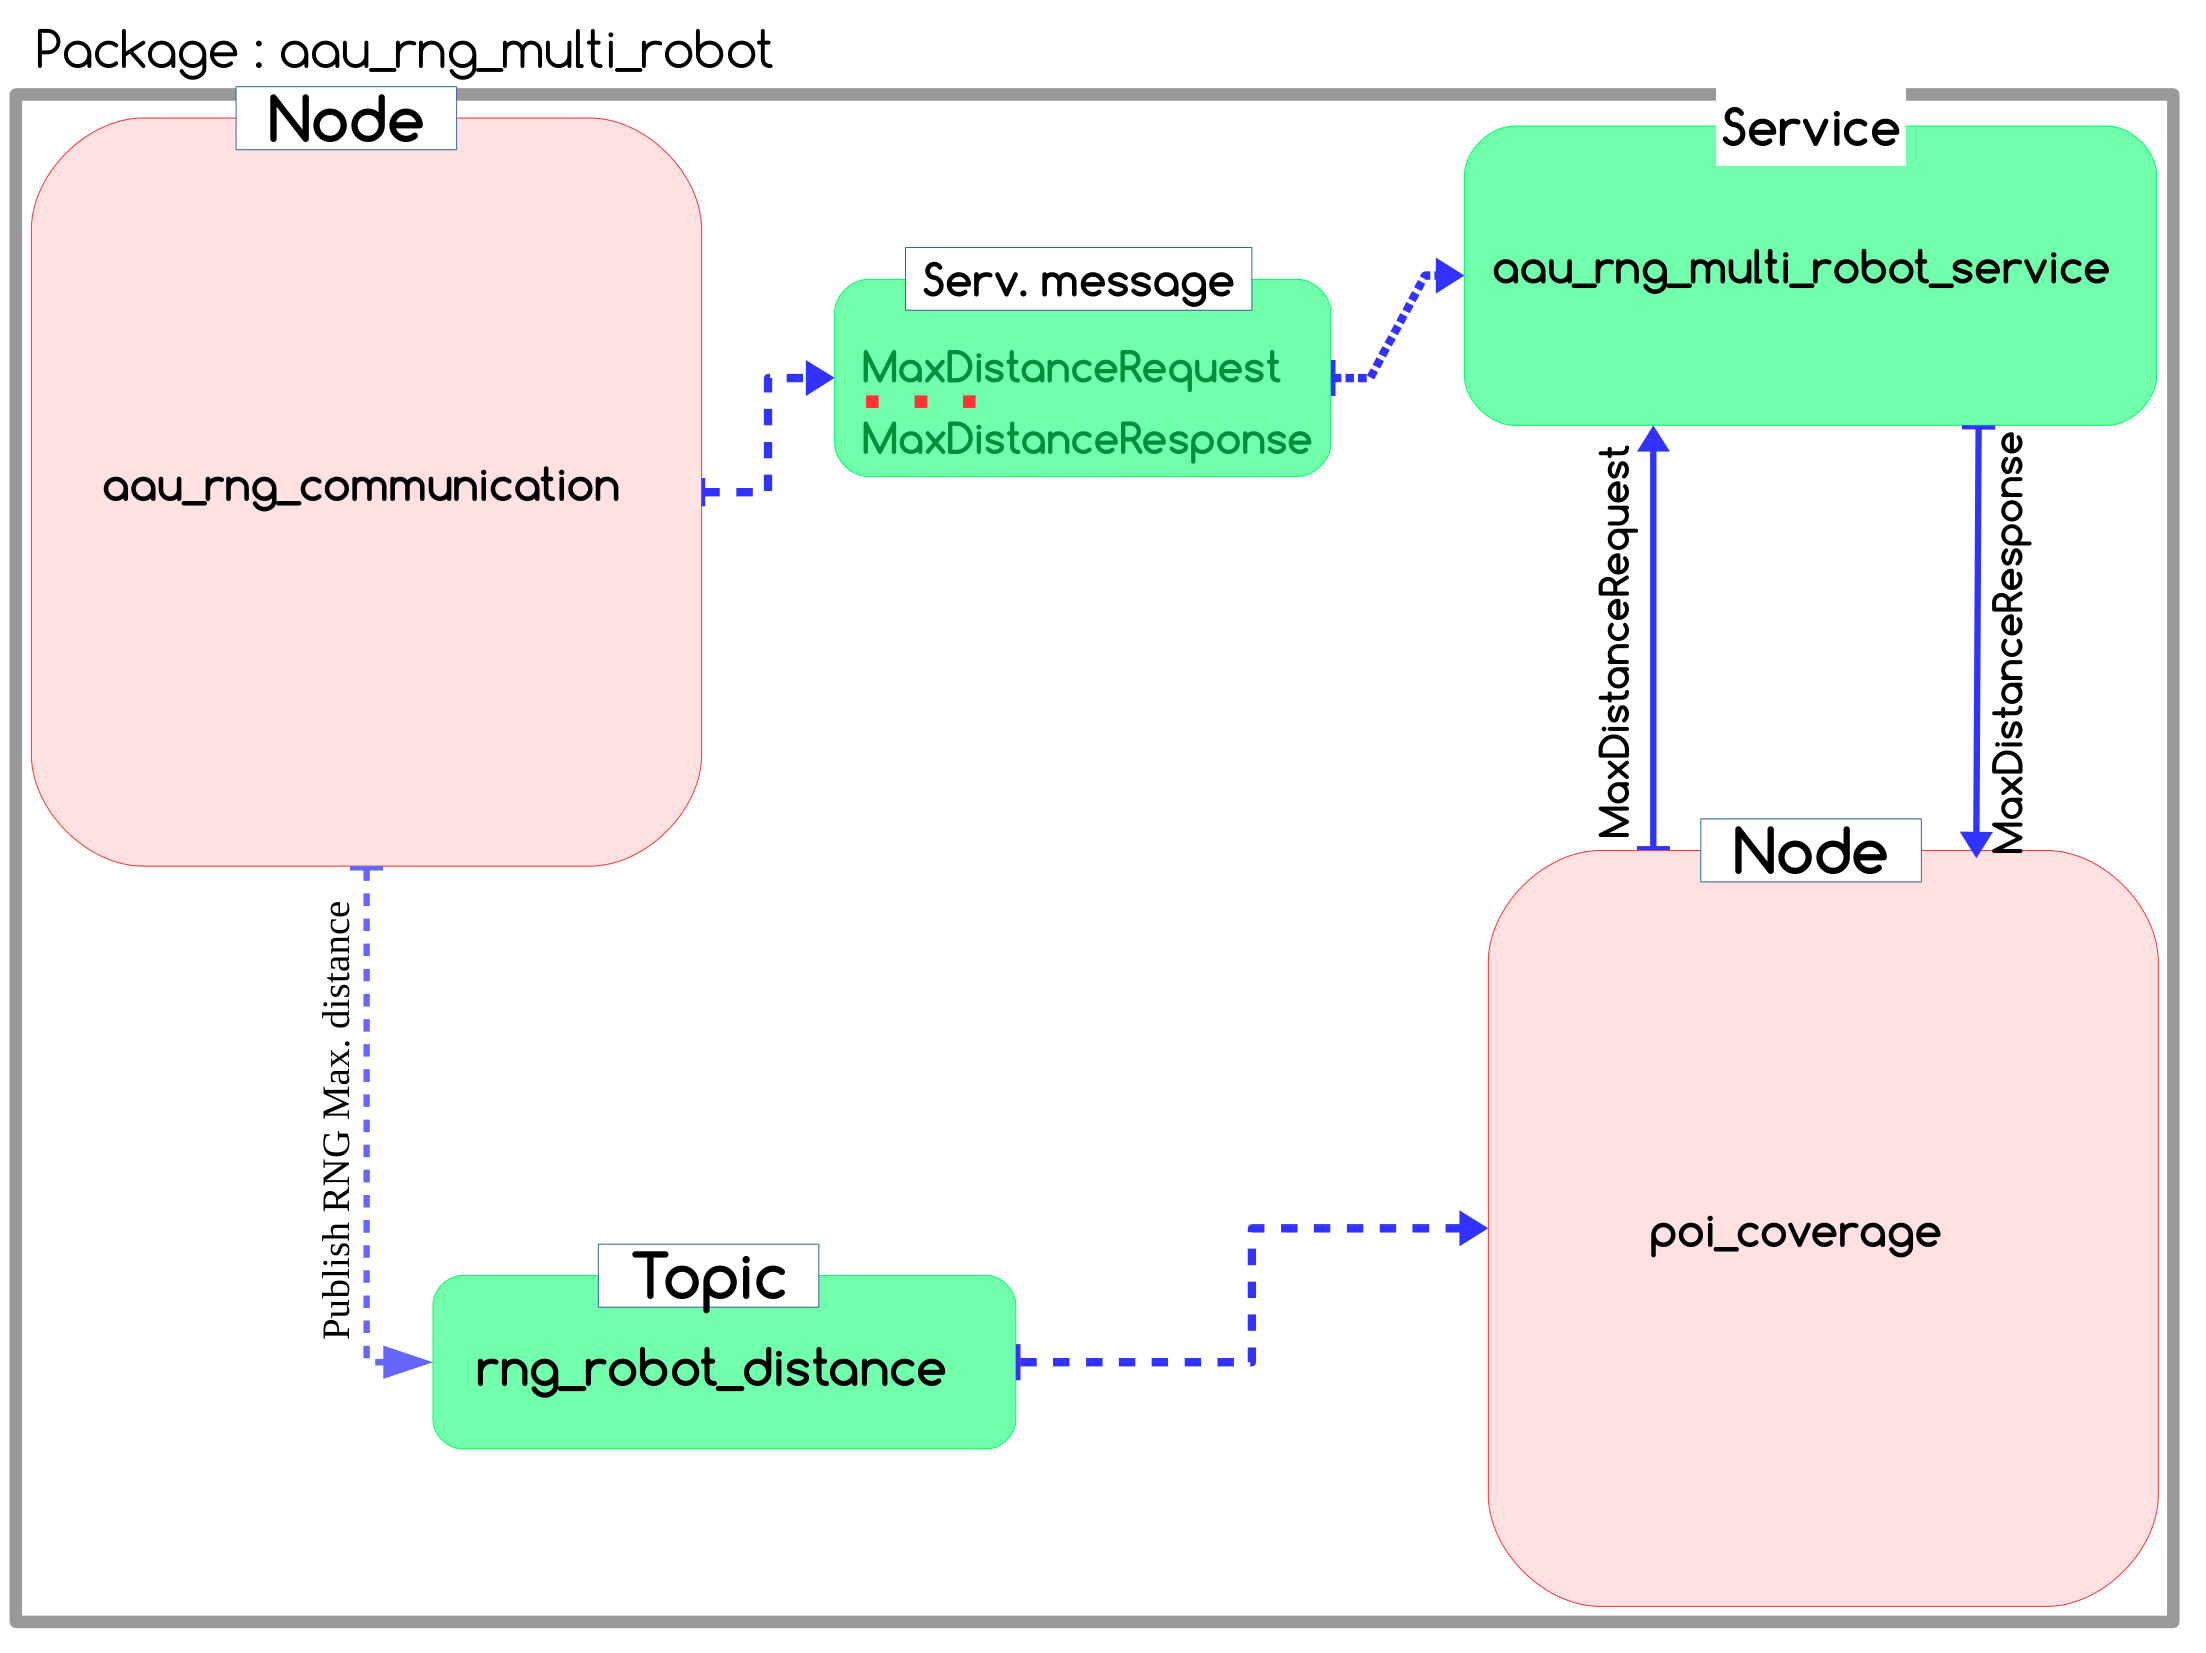 Package : aau_rng_multi_robot
Node
aau_rng_communication
Serv. message
MaxDistanceRequest
MaxDistanceResponse
Service
aau_rng_multi_robot_service
MaxDistanceRequest
MaxDistanceResponse
Node
poi_coverage
Publish RNG Max. distance
Topic
rng_robot_distance